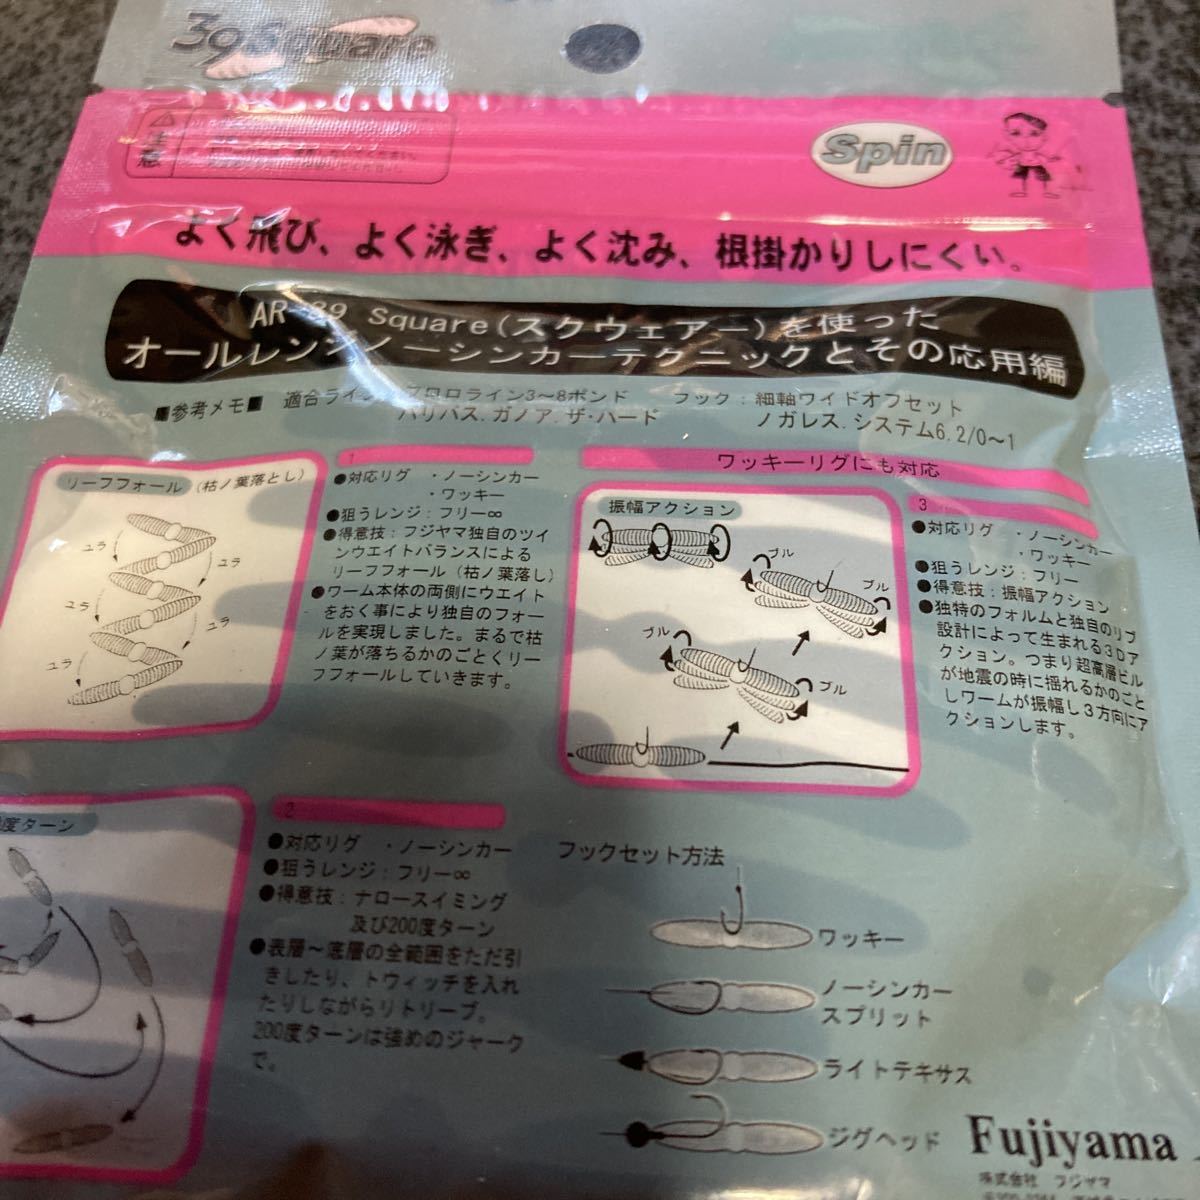 39 Square
注意
Spin
よく飛び、よく泳ぎ、よく沈み、根掛かりしにくい。
AR-39 Square(スクウェアー)を使った
オールレンジノーシンカーテクニックとその応用編
■参考メモ■ 適合ライン フロロライン3～8ポンド
バリバス.ガノア.ザ・ハード
フック:細軸ワイドオフセット
ノガレス.システム6.2/0～1
リーフフォール(枯ノ葉落とし)
ユラ
ユラ
ユラ
ユラ
ユラ
1
●対応リグ ・ノーシンカー
・ワッキー
●狙うレンジ:フリー∞
●得意技:フジヤマ独自のツイ
ンウエイトバランスによる
リーフフォール(枯ノ葉落し)
●ワーム本体の両側にウエイト
をおく事により独自のフォー
ルを実現しました。まるで枯
ノ葉が落ちるかのごとくリー
フフォールしていきます。
ワッキーリグにも対応
振幅アクション
ブル
ブル
ブル
ブル
3
●対応リグ ・ノーシンカー
・ワッキー
●狙うレンジ:フリー
●得意技:振幅アクション
●独特のフォルムと独自のリブ
設計によって生まれる3Dア
クション。つまり超高層ビル
が地震の時に揺れるかのごと
しワームが振幅し3方向にア
クションします。
度ターン
2
●対応リグ ・ノーシンカー
●狙うレンジ:フリー∞
●得意技:ナロースイミング
及び200度ターン
●表層～底層の全範囲をただ引
きしたり、トウィッチを入れ
たりしながらリトリーブ。
200度ターンは強めのジャーク
で。
フックセット方法
ワッキー
ノーシンカー
スプリット
ライトテキサス
ジグヘッド
Fujiyama
株式会社 フジヤマ